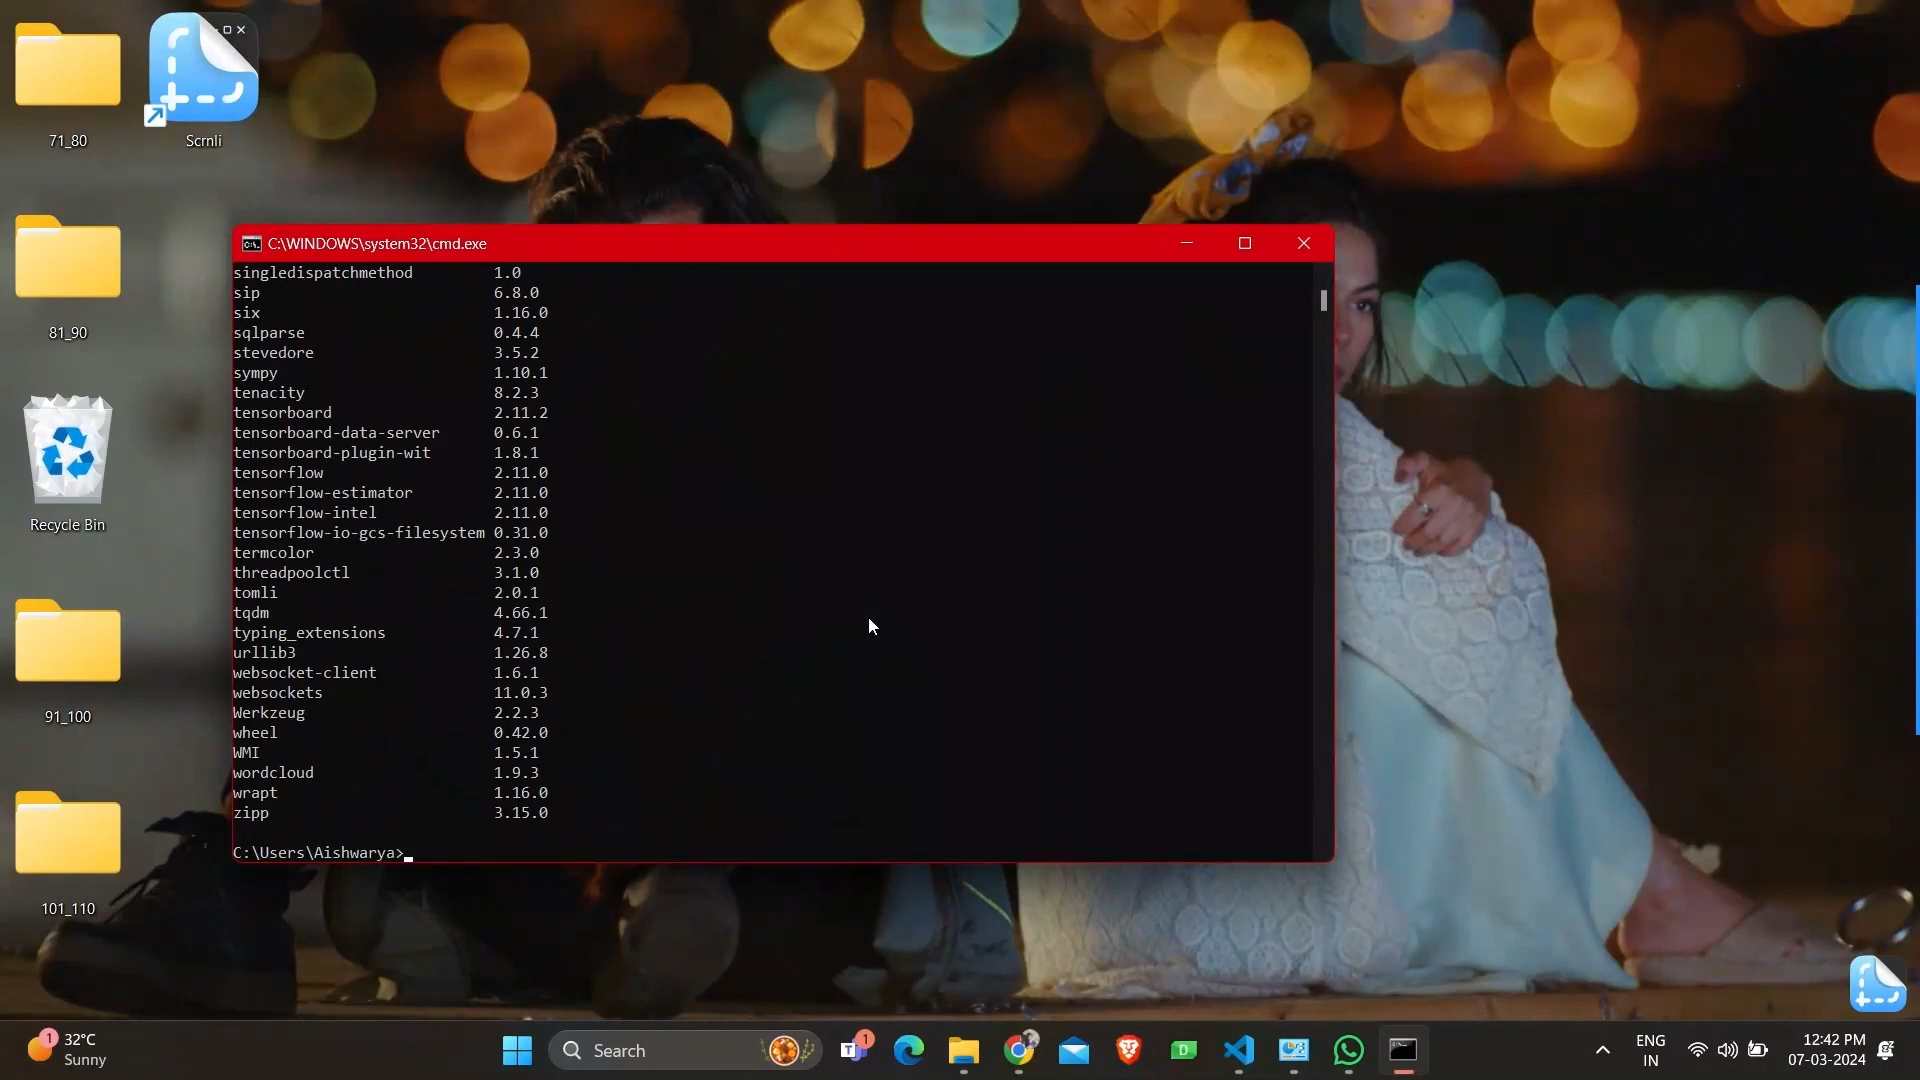 71_80
Scrnli
81_90
Recycle Bin
91_100
101_110
C:\WINDOWS\system32\cmd.exe
singledispatchmethod 1.0
sip 6.8.0
six 1.16.0
sqlparse 0.4.4
stevedore 3.5.2
sympy 1.10.1
tenacity 8.2.3
tensorboard 2.11.2
tensorboard-data-server 0.6.1
tensorboard-plugin-wit 1.8.1
tensorflow 2.11.0
tensorflow-estimator 2.11.0
tensorflow-intel 2.11.0
tensorflow-io-gcs-filesystem 0.31.0
termcolor 2.3.0
threadpoolctl 3.1.0
tomli 2.0.1
tqdm 4.66.1
typing_extensions 4.7.1
urllib3 1.26.8
websocket-client 1.6.1
websockets 11.0.3
Werkzeug 2.2.3
wheel 0.42.0
WMI 1.5.1
wordcloud 1.9.3
wrapt 1.16.0
zipp 3.15.0
C:\Users\Aishwarya>
1
32°C
Sunny
Search
1
T
D
ENG
IN
12:42 PM
07-03-2024